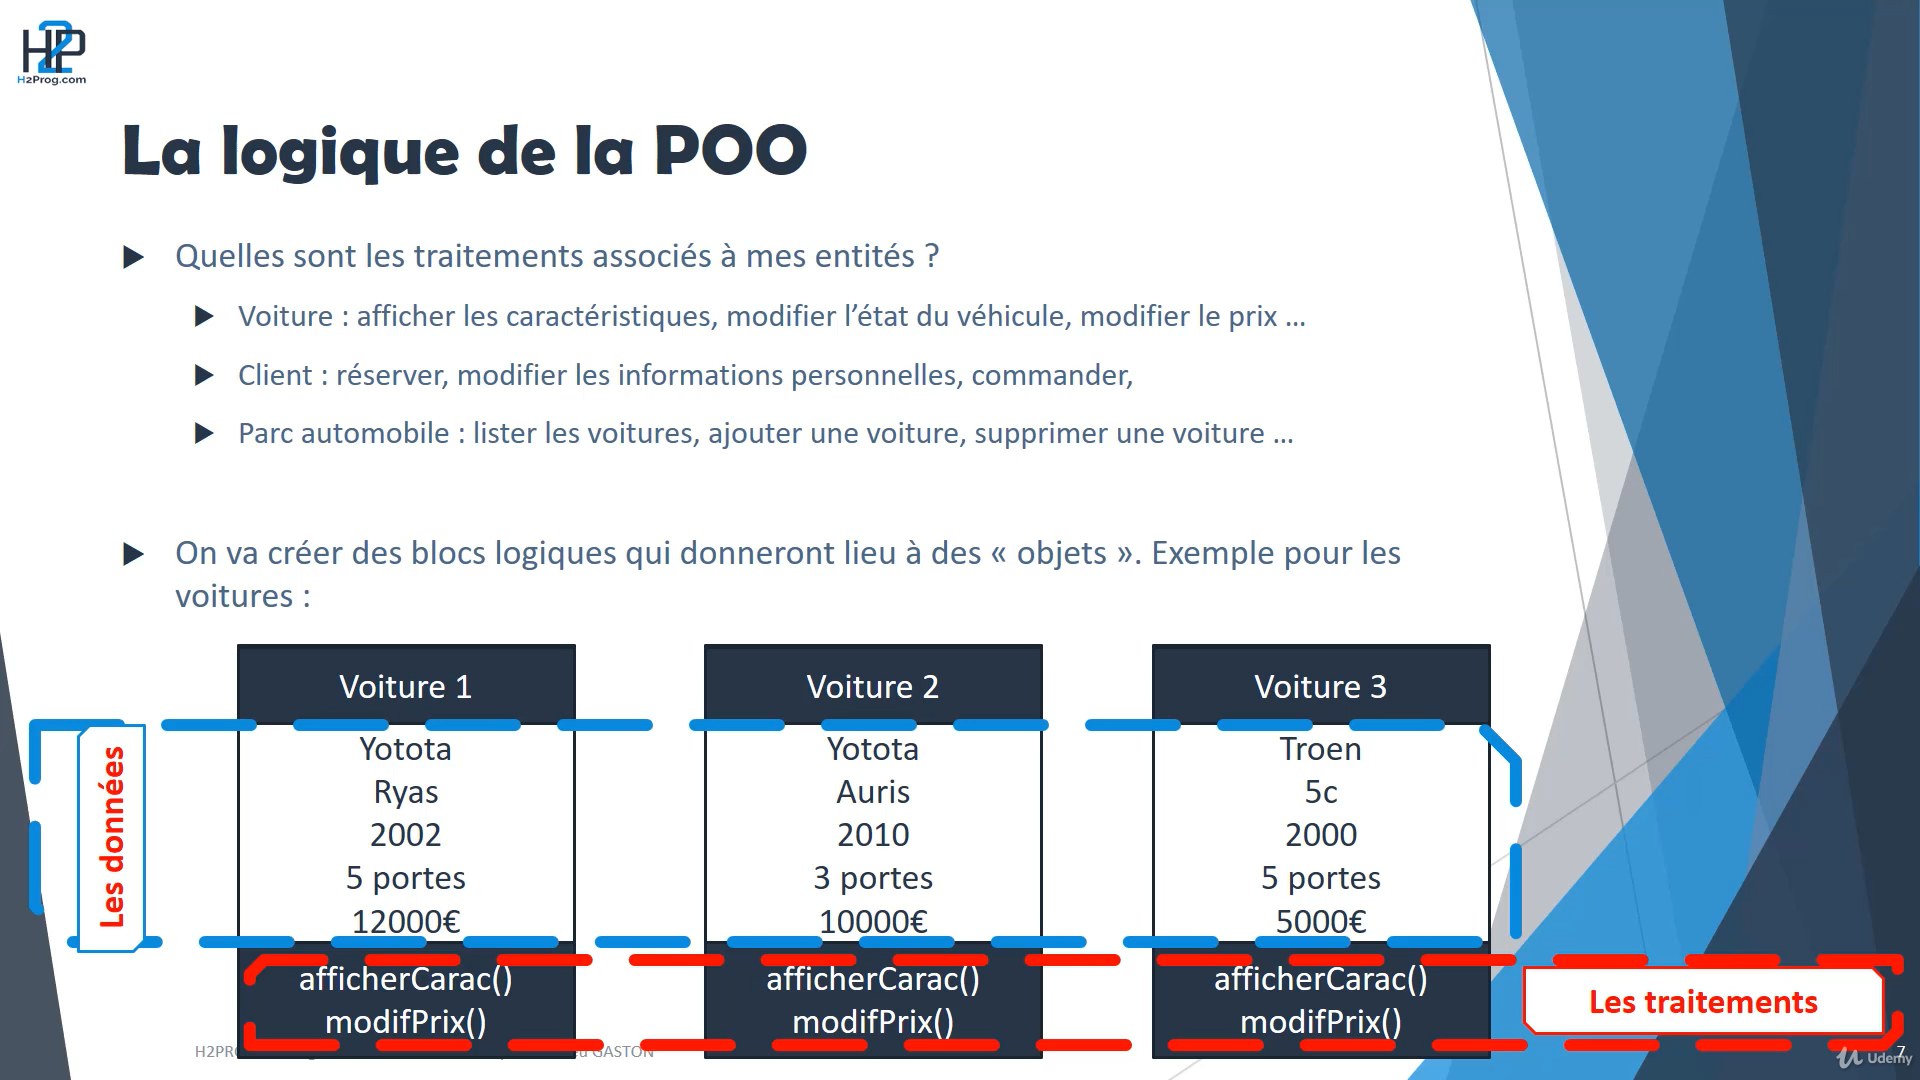 H2P
H2Prog.com
La logique de la POO
Quelles sont les traitements associés à mes entités ?
Voiture : afficher les caractéristiques, modifier l’état du véhicule, modifier le prix ...
Client : réserver, modifier les informations personnelles, commander,
Parc automobile : lister les voitures, ajouter une voiture, supprimer une voiture ...
On va créer des blocs logiques qui donneront lieu à des « objets ». Exemple pour les
voitures :
Voiture 1
Yotota
Ryas
2002
5 portes
12000€
afficherCarac()
modifPrix()
Voiture 2
Yotota
Auris
2010
3 portes
10000€
afficherCarac()
modifPrix()
Voiture 3
Troen
5c
2000
5 portes
5000€
afficherCarac()
modifPrix()
Les données
Les traitements
GASTON
7
Udemy